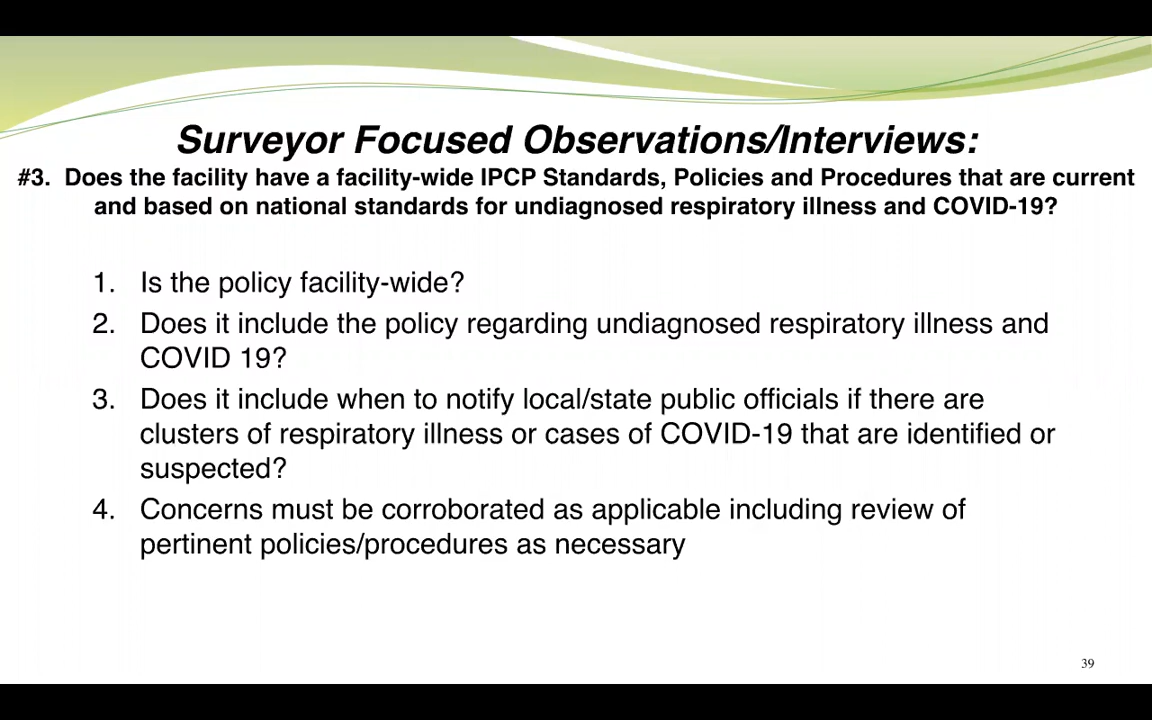 Surveyor Focused Observations/Interviews:
#3. Does the facility have a facility-wide IPCP Standards, Policies and Procedures that are current
and based on national standards for undiagnosed respiratory illness and COVID-19?
1. Is the policy facility-wide?
2. Does it include the policy regarding undiagnosed respiratory illness and
COVID 19?
3. Does it include when to notify local/state public officials if there are
clusters of respiratory illness or cases of COVID-19 that are identified or
suspected?
4. Concerns must be corroborated as applicable including review of
pertinent policies/procedures as necessary
39